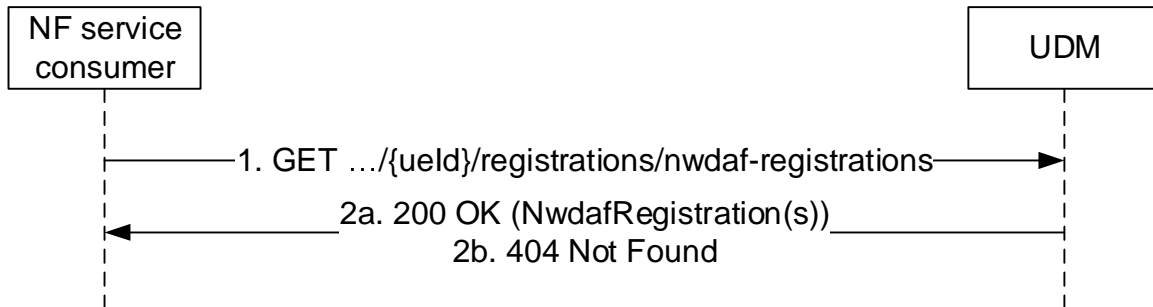 NF service
consumer
UDM
1. GET …/{ueId}/registrations/nwdaf-registrations
2a. 200 OK (NwdafRegistration(s))
2b. 404 Not Found